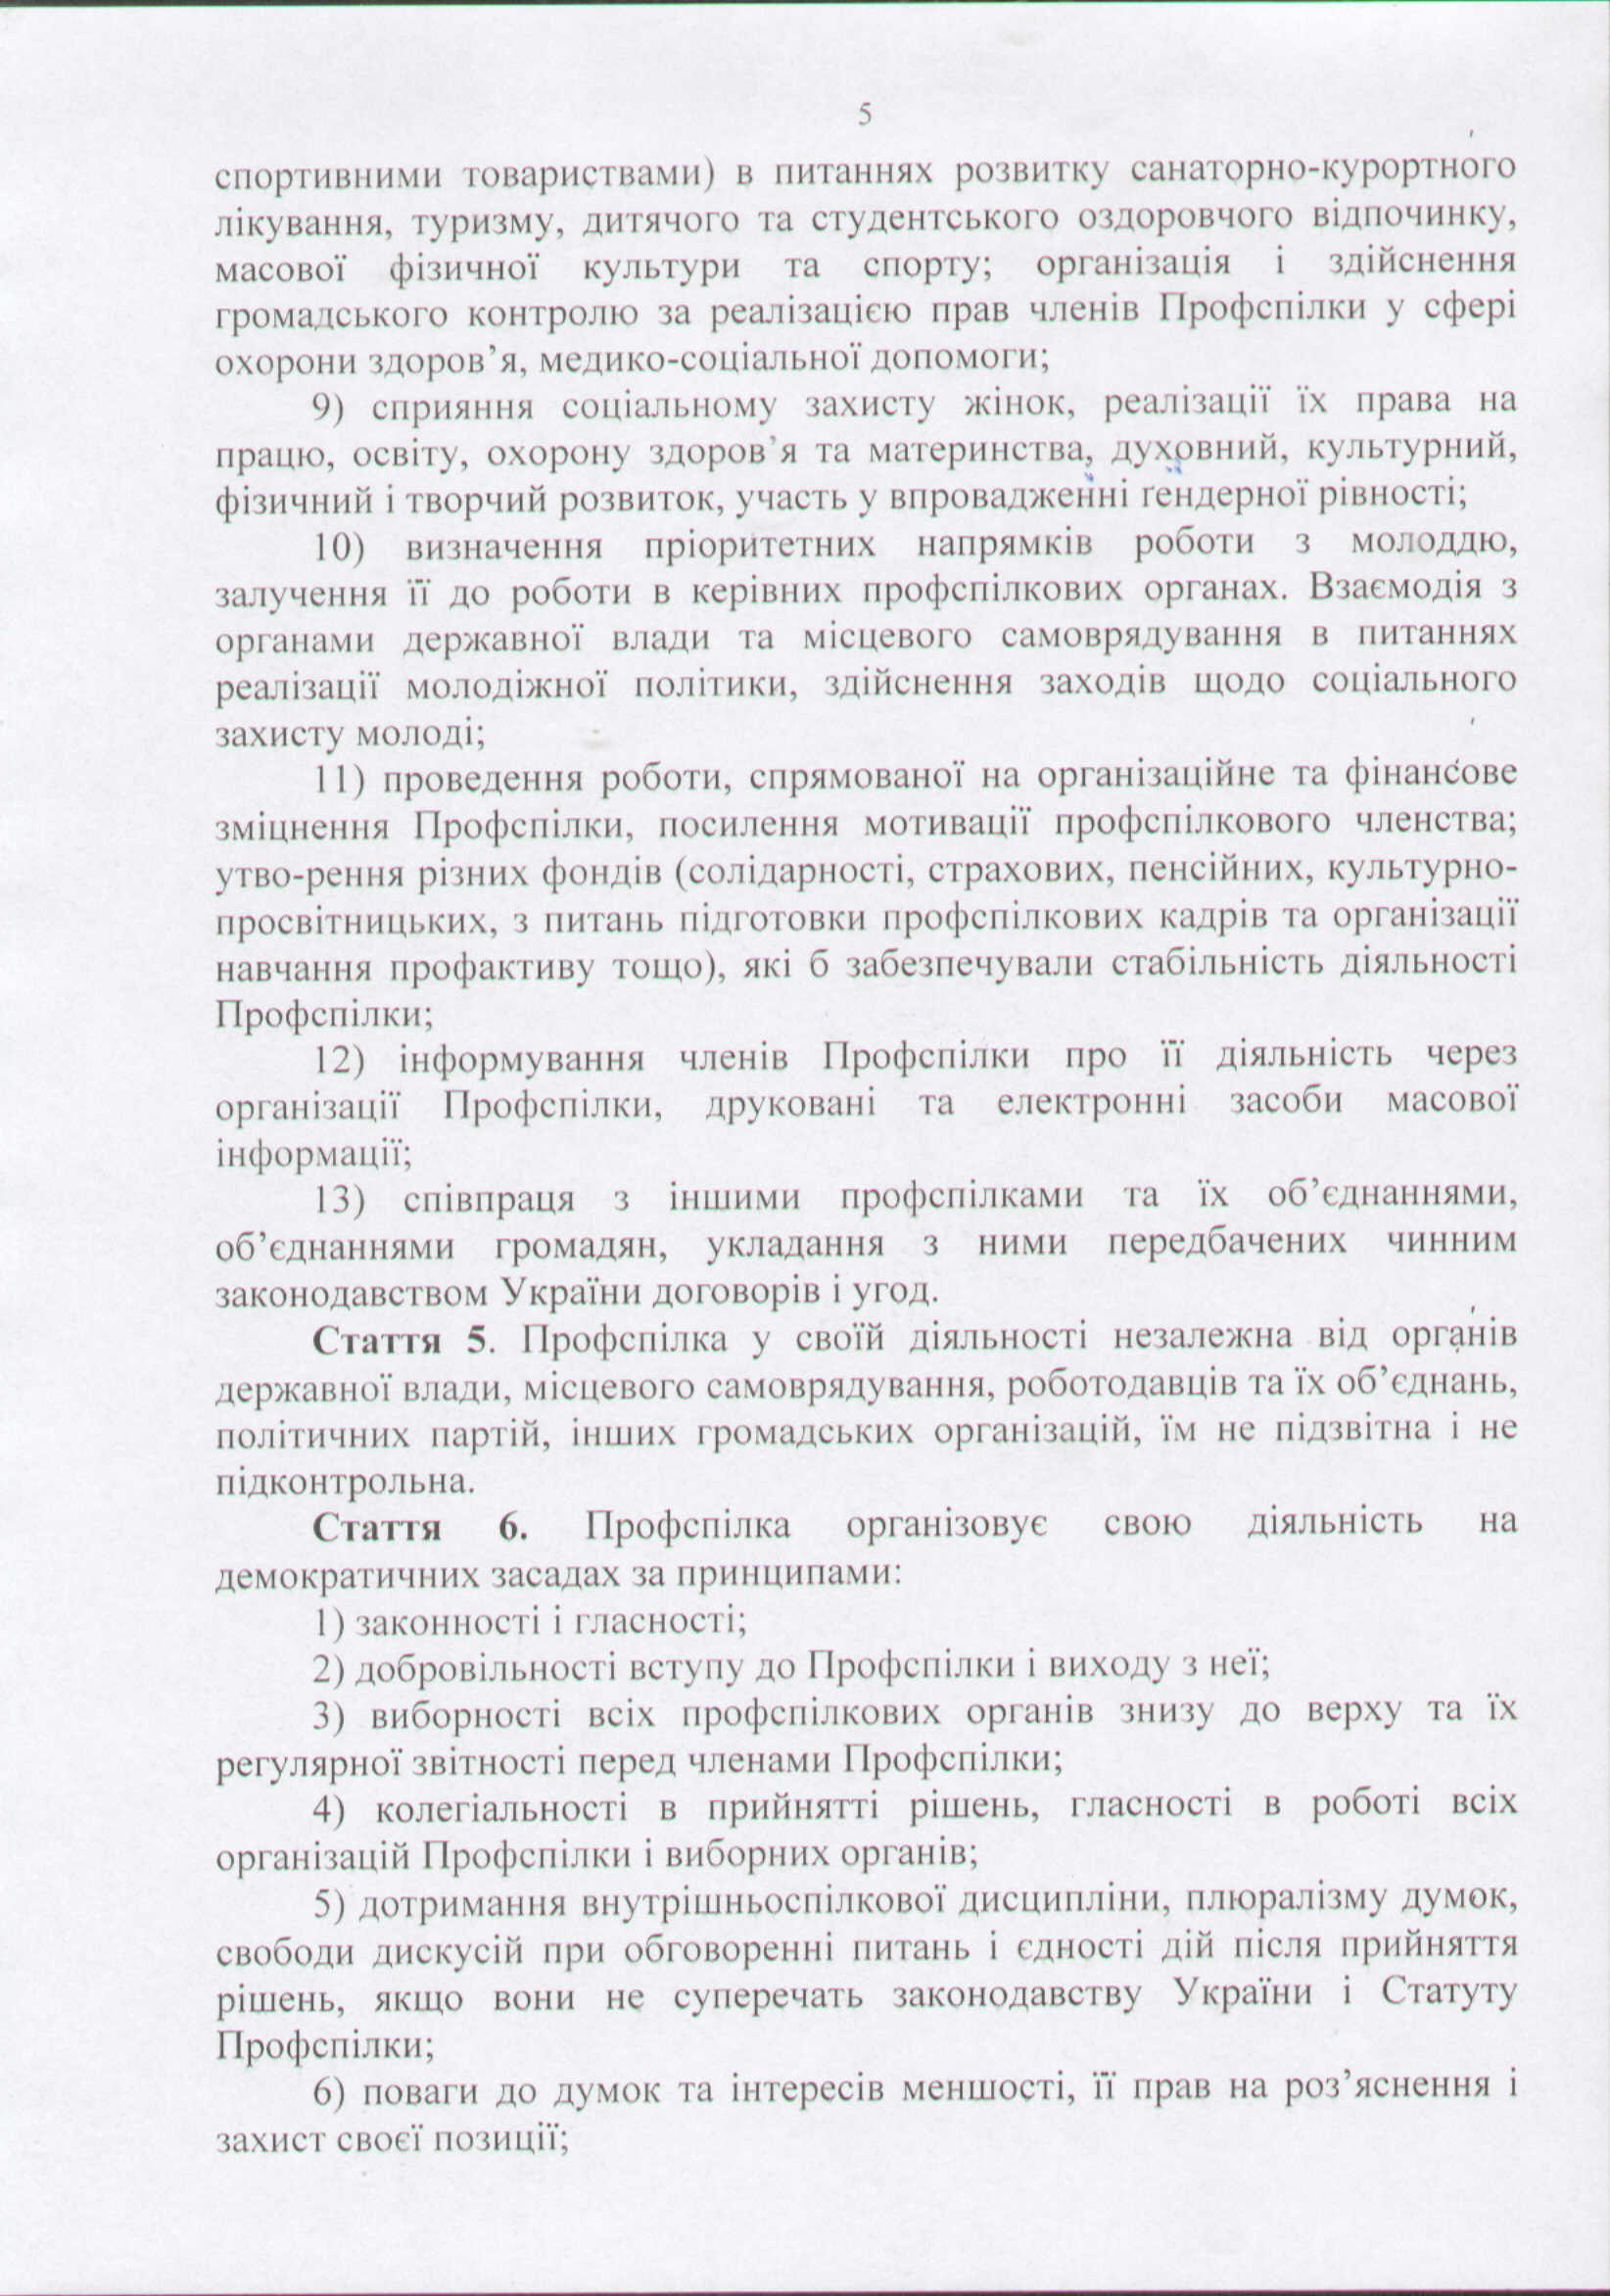 5
спортивними товариствами) в питаннях розвитку санаторно-курортного
лікування, туризму, дитячого та студентського оздоровчого відпочинку,
масової фізичної культури та спорту; організація і здійснення
громадського контролю за реалізацією прав членів Профспілки у сфері
охорони здоров’я, медико-соціальної допомоги;
9) сприяння соціальному захисту жінок, реалізації їх права на
працю, освіту, охорону здоров’я та материнства, духовний, культурний,
фізичний і творчий розвиток, участь у впровадженні ґендерної рівності;
10) визначення пріоритетних напрямків роботи з молоддю,
залучення її до роботи в керівних профспілкових органах. Взаємодія з
органами державної влади та місцевого самоврядування в питаннях
реалізації молодіжної політики, здійснення заходів щодо соціального
захисту молоді;
11) проведення роботи, спрямованої на організаційне та фінансове
зміцнення Профспілки, посилення мотивації профспілкового членства;
утво-рення різних фондів (солідарності, страхових, пенсійних, культурно-
просвітницьких, з питань підготовки профспілкових кадрів та організації
навчання профактиву тощо), які б забезпечували стабільність діяльності
Профспілки;
12) інформування членів Профспілки про її діяльність через
організації Профспілки, друковані та електронні засоби масової
інформації;
13) співпраця з іншими профспілками та їх об’єднаннями,
об’єднаннями громадян, укладання з ними передбачених чинним
законодавством України договорів і угод.
Стаття 5. Профспілка у своїй діяльності незалежна від органів
державної влади, місцевого самоврядування, роботодавців та їх об’єднань,
політичних партій, інших громадських організацій, їм не підзвітна і не
підконтрольна.
Стаття 6. Профспілка організовує свою діяльність на
демократичних засадах за принципами:
1) законності і гласності;
2) добровільності вступу до Профспілки і виходу з неї;
3) виборності всіх профспілкових органів знизу до верху та їх
регулярної звітності перед членами Профспілки;
4) колегіальності в прийнятті рішень, гласності в роботі всіх
організацій Профспілки і виборних органів;
5) дотримання внутрішньоспілкової дисципліни, плюралізму думок,
свободи дискусій при обговоренні питань і єдності дій після прийняття
рішень, якщо вони не суперечать законодавству України і Статуту
Профспілки;
6) поваги до думок та інтересів меншості, її прав на роз’яснення і
захист своєї позиції;